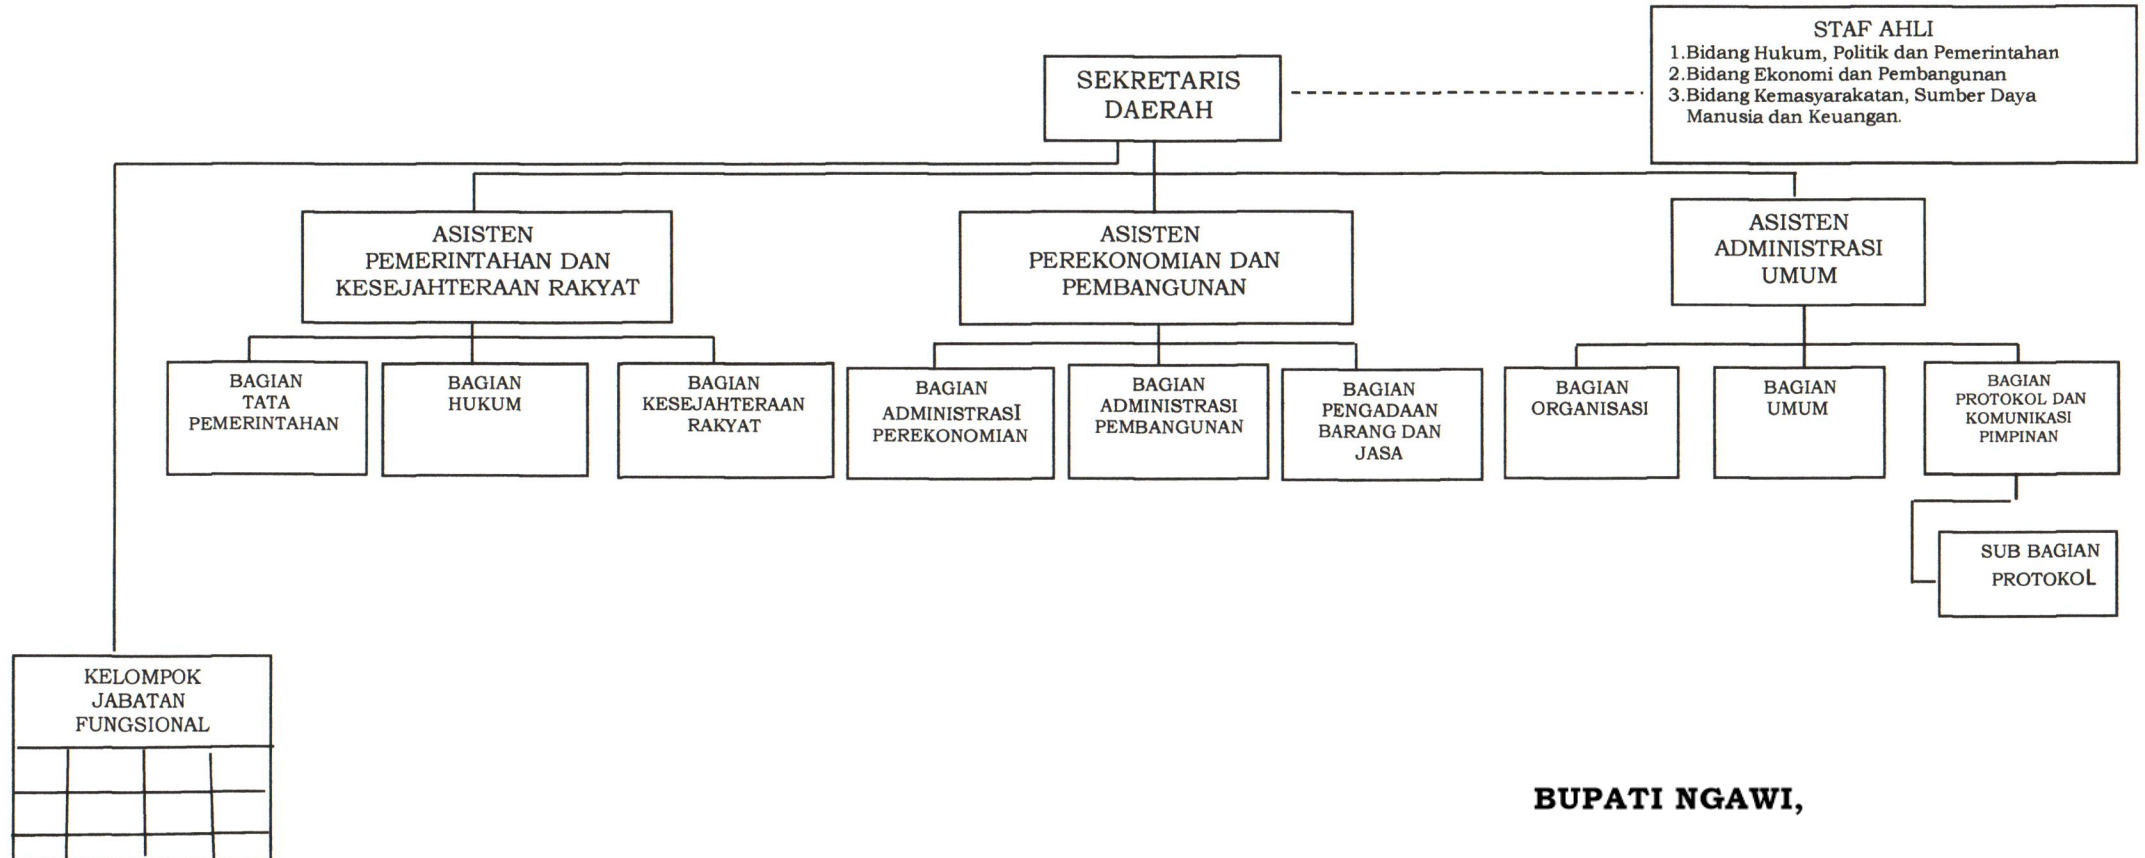 STAF AHLI
1.Bidang Hukum, Politik dan Pemerintahan
2.Bidang Ekonomi dan Pembangunan
3.Bidang Kemasyarakatan, Sumber Daya
Manusia dan Keuangan.
SEKRETARIS
DAERAH
ASISTEN
PEMERINTAHAN DAN
KESEJAHTERAAN RAKYAT
ASISTEN
PEREKONOMIAN DAN
PEMBANGUNAN
ASISTEN
ADMINISTRASI
UMUM
BAGIAN
TATA
PEMERINTAHAN
BAGIAN
HUKUM
BAGIAN
KESEJAHTERAAN
RAKYAT
BAGIAN
ADMINISTRASI
PEREKONOMIAN
BAGIAN
ADMINISTRASI
PEMBANGUNAN
BAGIAN
PENGADAAN
BARANG DAN
JASA
BAGIAN
ORGANISASI
BAGIAN
UMUM
BAGIAN
PROTOKOL DAN
KOMUNIKASI
PIMPINAN
SUB BAGIAN
PROTOKOL
KELOMPOK
JABATAN
FUNGSIONAL
BUPATI NGAWI,